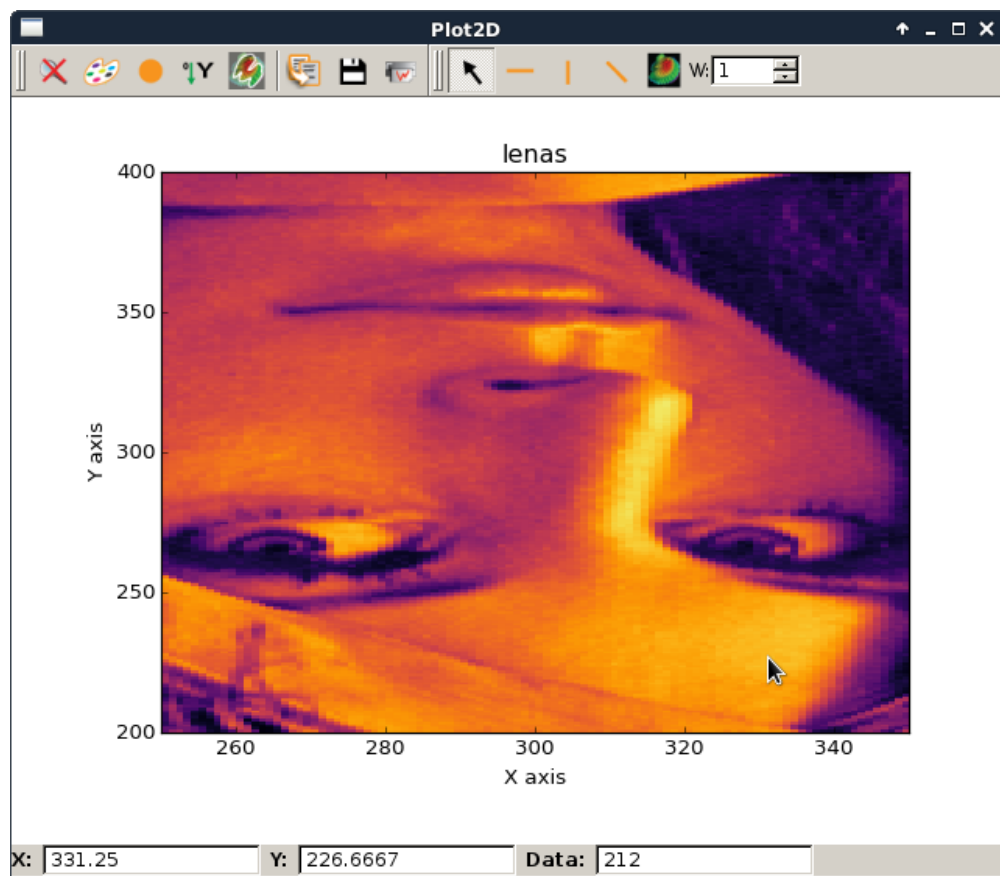 Plot2D
Y W: 1
lenas
400
350
300
250
200
Y axis
260 280 300 320 340
X axis
X: 331.25 Y: 226.6667 Data: 212